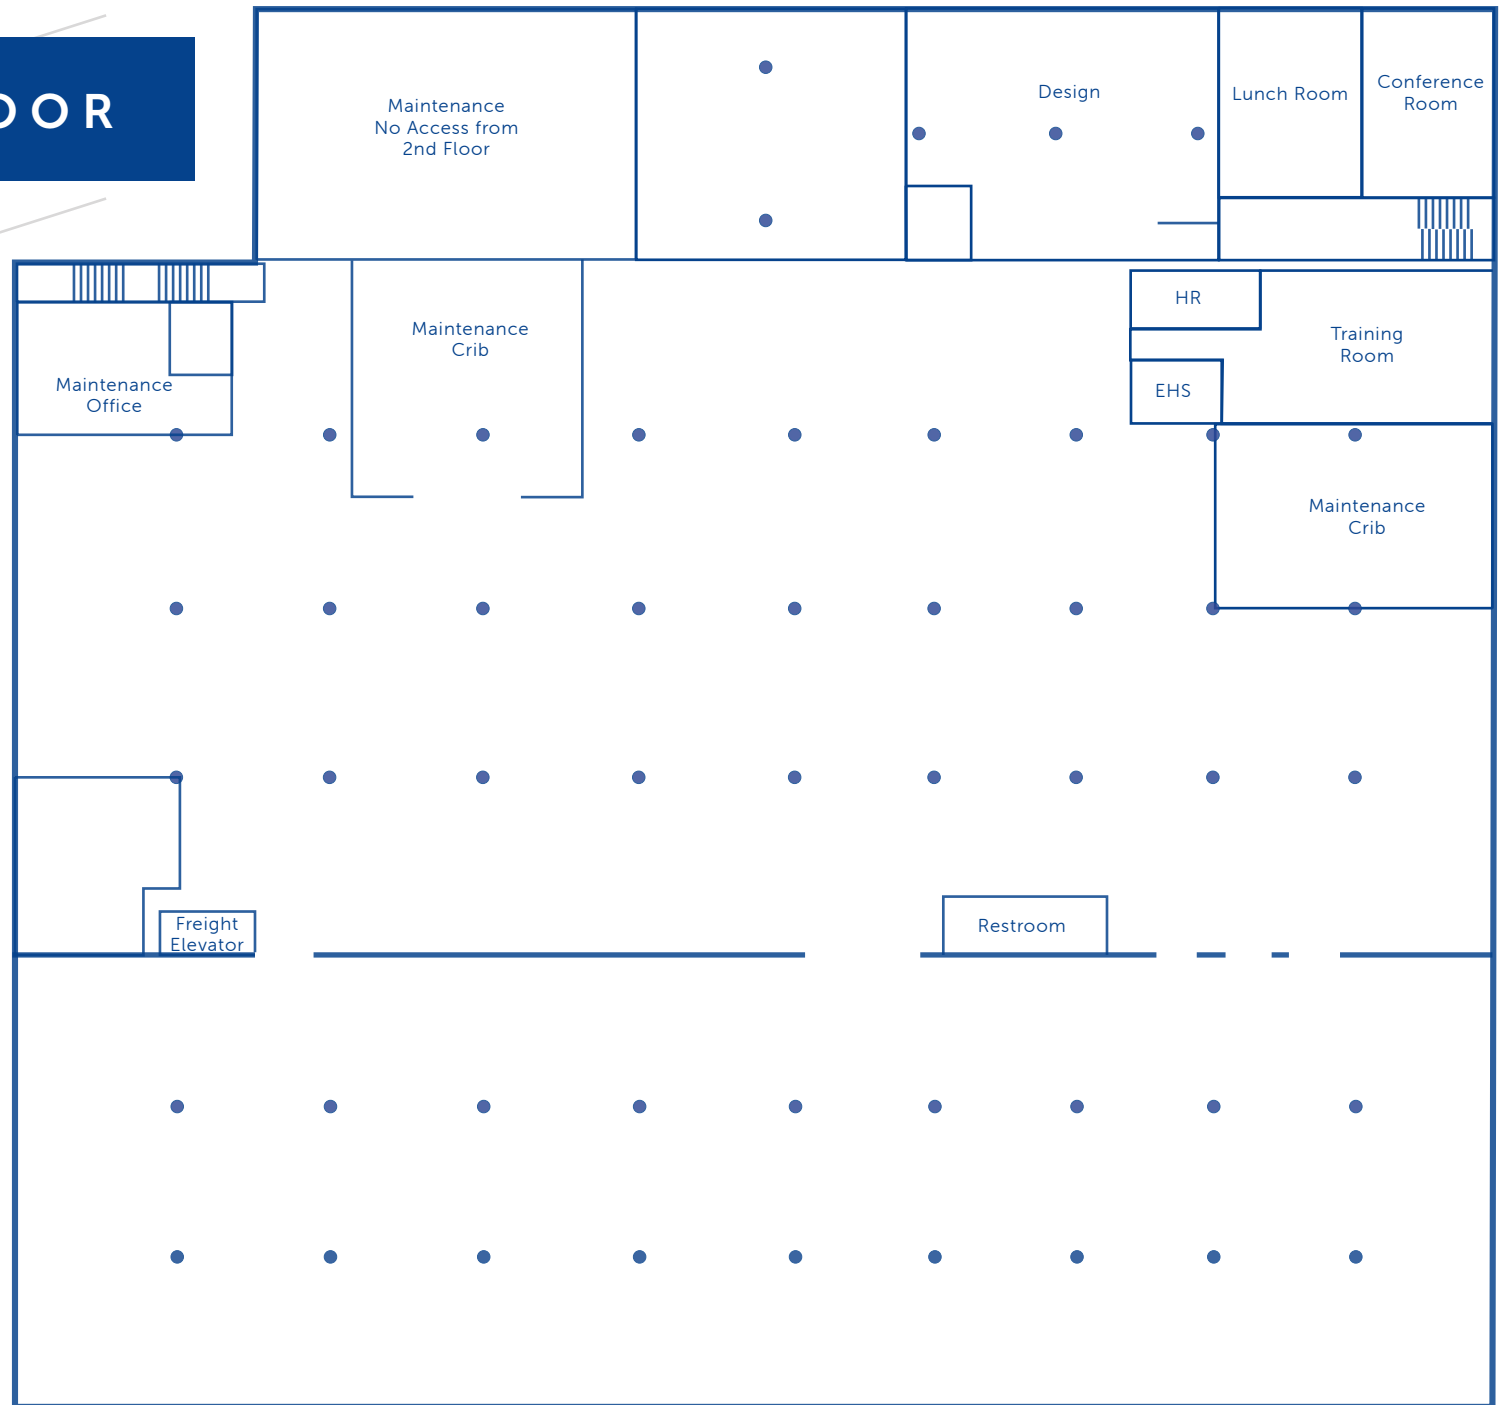 OOR
Maintenance
No Access from
2nd Floor
Design
Lunch Room
Conference
Room
HR
Training
Room
EHS
Maintenance
Crib
Maintenance
Office
Maintenance
Crib
Freight
Elevator
Restroom